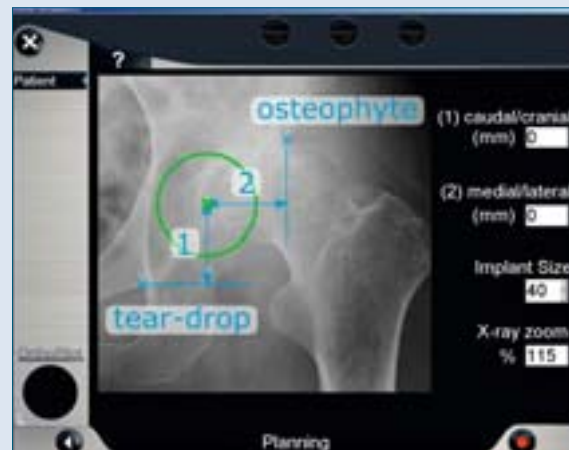 ?
Patient
osteophyte
(1) caudal/cranial
(mm) 0
2
(2) medial/lateral
(mm) 0
1
Implant Size
40
tear-drop
X-ray zoom
% 115
OrthoPilot
Planning